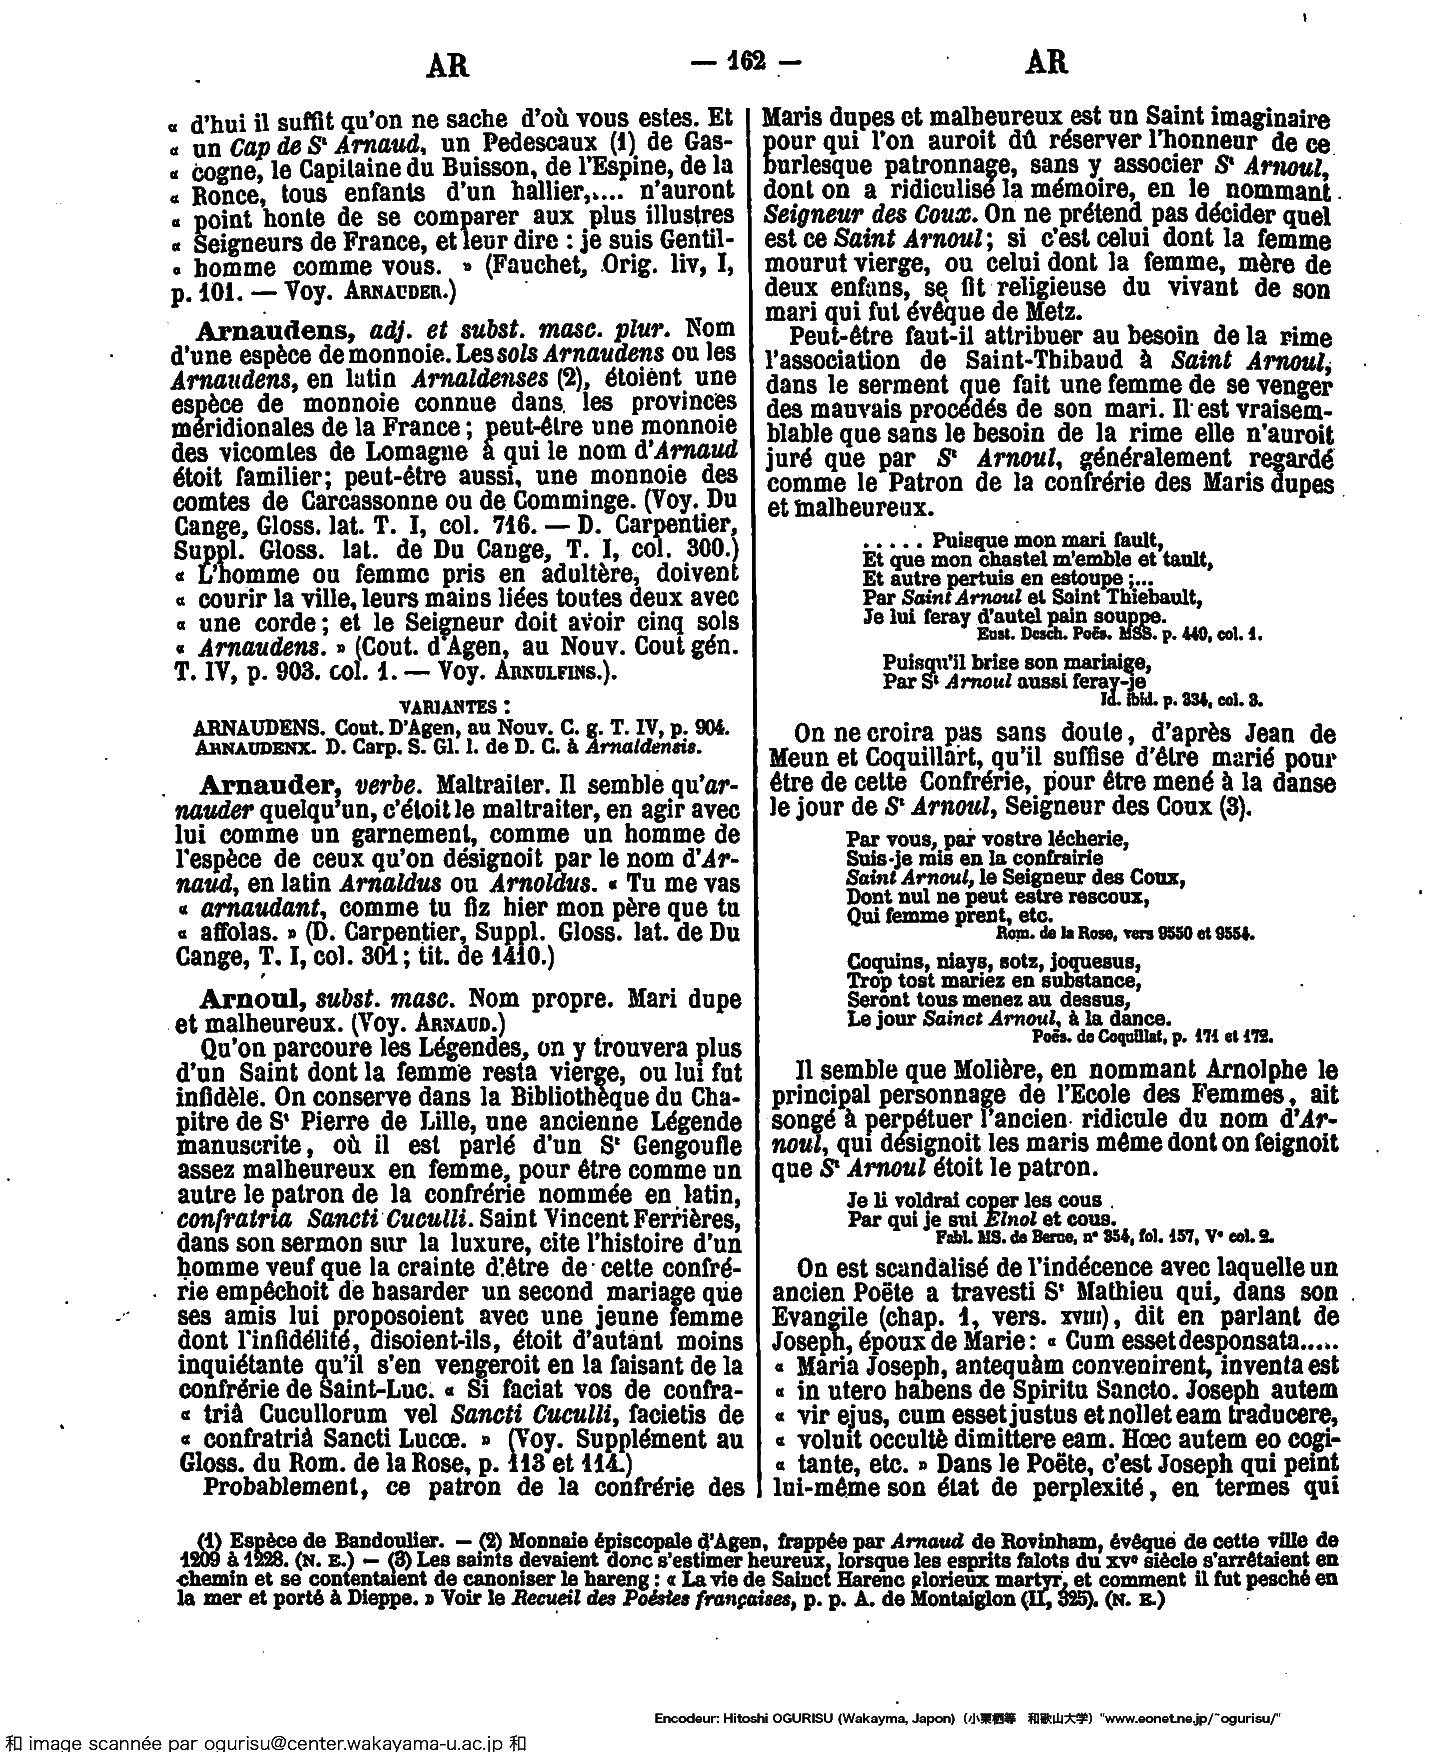 AR
— 162 —
AR
« d'hui il suffit qu'on ne sache d'où vous estes. Et
« un Cap de St Arnaud, un Pedescaux (1) de Gas-
« cogne, le Capitaine du Buisson, de l'Espine, de la
« Ronce, tous enfants d'un hallier,.... n'auront
« point honte de se comparer aux plus illustres
« Seigneurs de France, et leur dire : je suis Gentil-
« homme comme vous. » (Fauchet, Orig. liv, I,
p. 101. — Voy. ARNAUDER.)
Arnaudens, adj. et subst. masc. plur. Nom
d'une espèce de monnoie. Les sols Arnaudens ou les
Arnaudens, en latin Arnaldenses (2), étoient une
espèce de monnoie connue dans les provinces
méridionales de la France ; peut-être une monnoie
des vicomtes de Lomagne à qui le nom d'Arnaud
étoit familier; peut-être aussi, une monnoie des
comtes de Carcassonne ou de Comminge. (Voy. Du
Cange, Gloss. lat. T. I, col. 716. — D. Carpentier,
Suppl. Gloss. lat. de Du Cange, T. I, col. 300.)
« L'homme ou femme pris en adultère, doivent
« courir la ville, leurs mains liées toutes deux avec
« une corde ; et le Seigneur doit avoir cinq sols
« Arnaudens. » (Cout. d'Agen, au Nouv. Cout gén.
T. IV, p. 903. col. 1. — Voy. ARNULFINS.).
VARIANTES :
ARNAUDENS. Cout. D'Agen, au Nouv. C. g. T. IV, p. 904.
ARNAUDENX. D. Carp. S. Gl. l. de D. C. à Arnaldensis.
Arnauder, verbe. Maltraiter. Il semble qu'ar-
nauder quelqu'un, c'étoit le maltraiter, en agir avec
lui comme un garnement, comme un homme de
l'espèce de ceux qu'on désignoit par le nom d'Ar-
naud, en latin Arnaldus ou Arnoldus. « Tu me vas
« arnaudant, comme tu fiz hier mon père que tu
« affolas. » (D. Carpentier, Suppl. Gloss. lat. de Du
Cange, T. I, col. 301 ; tit. de 1410.)
Arnoul, subst. masc. Nom propre. Mari dupe
et malheureux. (Voy. ARNAUD.)
Qu'on parcoure les Légendes, on y trouvera plus
d'un Saint dont la femme resta vierge, ou lui fut
infidèle. On conserve dans la Bibliothèque du Cha-
pitre de St Pierre de Lille, une ancienne Légende
manuscrite, où il est parlé d'un St Gengoufle
assez malheureux en femme, pour être comme un
autre le patron de la confrérie nommée en latin,
confratria Sancti Cuculli. Saint Vincent Ferrières,
dans son sermon sur la luxure, cite l'histoire d'un
homme veuf que la crainte d'être de cette confré-
rie empêchoit de hasarder un second mariage que
ses amis lui proposoient avec une jeune femme
dont l'infidélité, disoient-ils, étoit d'autant moins
inquiétante qu'il s'en vengeroit en la faisant de la
confrérie de Saint-Luc. « Si faciat vos de confra-
« triâ Cucullorum vel Sancti Cuculli, facietis de
« confratriâ Sancti Lucœ. » (Voy. Supplément au
Gloss. du Rom. de la Rose, p. 113 et 114.)
Probablement, ce patron de la confrérie des
Maris dupes et malheureux est un Saint imaginaire
pour qui l'on auroit dû réserver l'honneur de ce
burlesque patronnage, sans y associer St Arnoul,
dont on a ridiculisé la mémoire, en le nommant
Seigneur des Coux. On ne prétend pas décider quel
est ce Saint Arnoul; si c'est celui dont la femme
mourut vierge, ou celui dont la femme, mère de
deux enfans, se fit religieuse du vivant de son
mari qui fut évêque de Metz.
Peut-être faut-il attribuer au besoin de la rime
l'association de Saint-Thibaud à Saint Arnoul,
dans le serment que fait une femme de se venger
des mauvais procédés de son mari. Il est vraisem-
blable que sans le besoin de la rime elle n'auroit
juré que par St Arnoul, généralement regardé
comme le Patron de la confrérie des Maris dupes
et malheureux.
..... Puisque mon mari fault,
Et que mon chastel m'emble et tault,
Et autre pertuis en estoupe ;...
Par Saint Arnoul et Saint Thiebault,
Je lui feray d'autel pain souppe.
Eust. Desch. Poës. MSS. p. 440, col. 1.
Puisqu'il brise son mariaige,
Par St Arnoul aussi feray-je
Id. ibid. p. 334, col. 3.
On ne croira pas sans doute, d'après Jean de
Meun et Coquillart, qu'il suffise d'être marié pour
être de cette Confrérie, pour être mené à la danse
le jour de St Arnoul, Seigneur des Coux (3).
Par vous, par vostre lécherie,
Suis-je mis en la confrairie
Saint Arnoul, le Seigneur des Coux,
Dont nul ne peut estre rescoux,
Qui femme prent, etc.
Rom. de la Rose, vers 9550 et 9554.
Coquins, niays, sotz, joquesus,
Trop tost mariez en substance,
Seront tous menez au dessus,
Le jour Sainct Arnoul, à la dance.
Poës. de Coquillat, p. 171 et 172.
Il semble que Molière, en nommant Arnolphe le
principal personnage de l'Ecole des Femmes, ait
songé à perpétuer l'ancien ridicule du nom d'Ar-
noul, qui désignoit les maris même dont on feignoit
que St Arnoul étoit le patron.
Je li voldrai coper les cous
Par qui je sui Elnol et cous.
Fabl. MS. de Berne, n° 354, fol. 157, V° col. 2.
On est scandalisé de l'indécence avec laquelle un
ancien Poëte a travesti St Mathieu qui, dans son
Evangile (chap. 1, vers. XVIII), dit en parlant de
Joseph, époux de Marie : « Cum esset desponsata.....
« Maria Joseph, antequàm convenirent, inventa est
« in utero habens de Spiritu Sancto. Joseph autem
« vir ejus, cum esset justus et nollet eam traducere,
« voluit occultè dimittere eam. Hœc autem eo cogi-
« tante, etc. » Dans le Poëte, c'est Joseph qui peint
lui-même son état de perplexité, en termes qui
(1) Espèce de Bandoulier. — (2) Monnaie épiscopale d'Agen, frappée par Arnaud de Rovinham, évêque de cette ville de
1209 à 1228. (N. E.) — (3) Les saints devaient donc s'estimer heureux, lorsque les esprits falots du XVe siècle s'arrêtaient en
chemin et se contentaient de canoniser le hareng : « La vie de Sainct Harenc glorieux martyr, et comment il fut pesché en
la mer et porté à Dieppe. » Voir le Recueil des Poésies françaises, p. p. A. de Montaiglon (II, 325). (N. E.)
Encodeur: Hitoshi OGURISU (Wakayma, Japon) (小栗栖等 和歌山大学) "www.eonet.ne.jp/~ogurisu/"
和 image scannée par ogurisu@center.wakayama-u.ac.jp 和